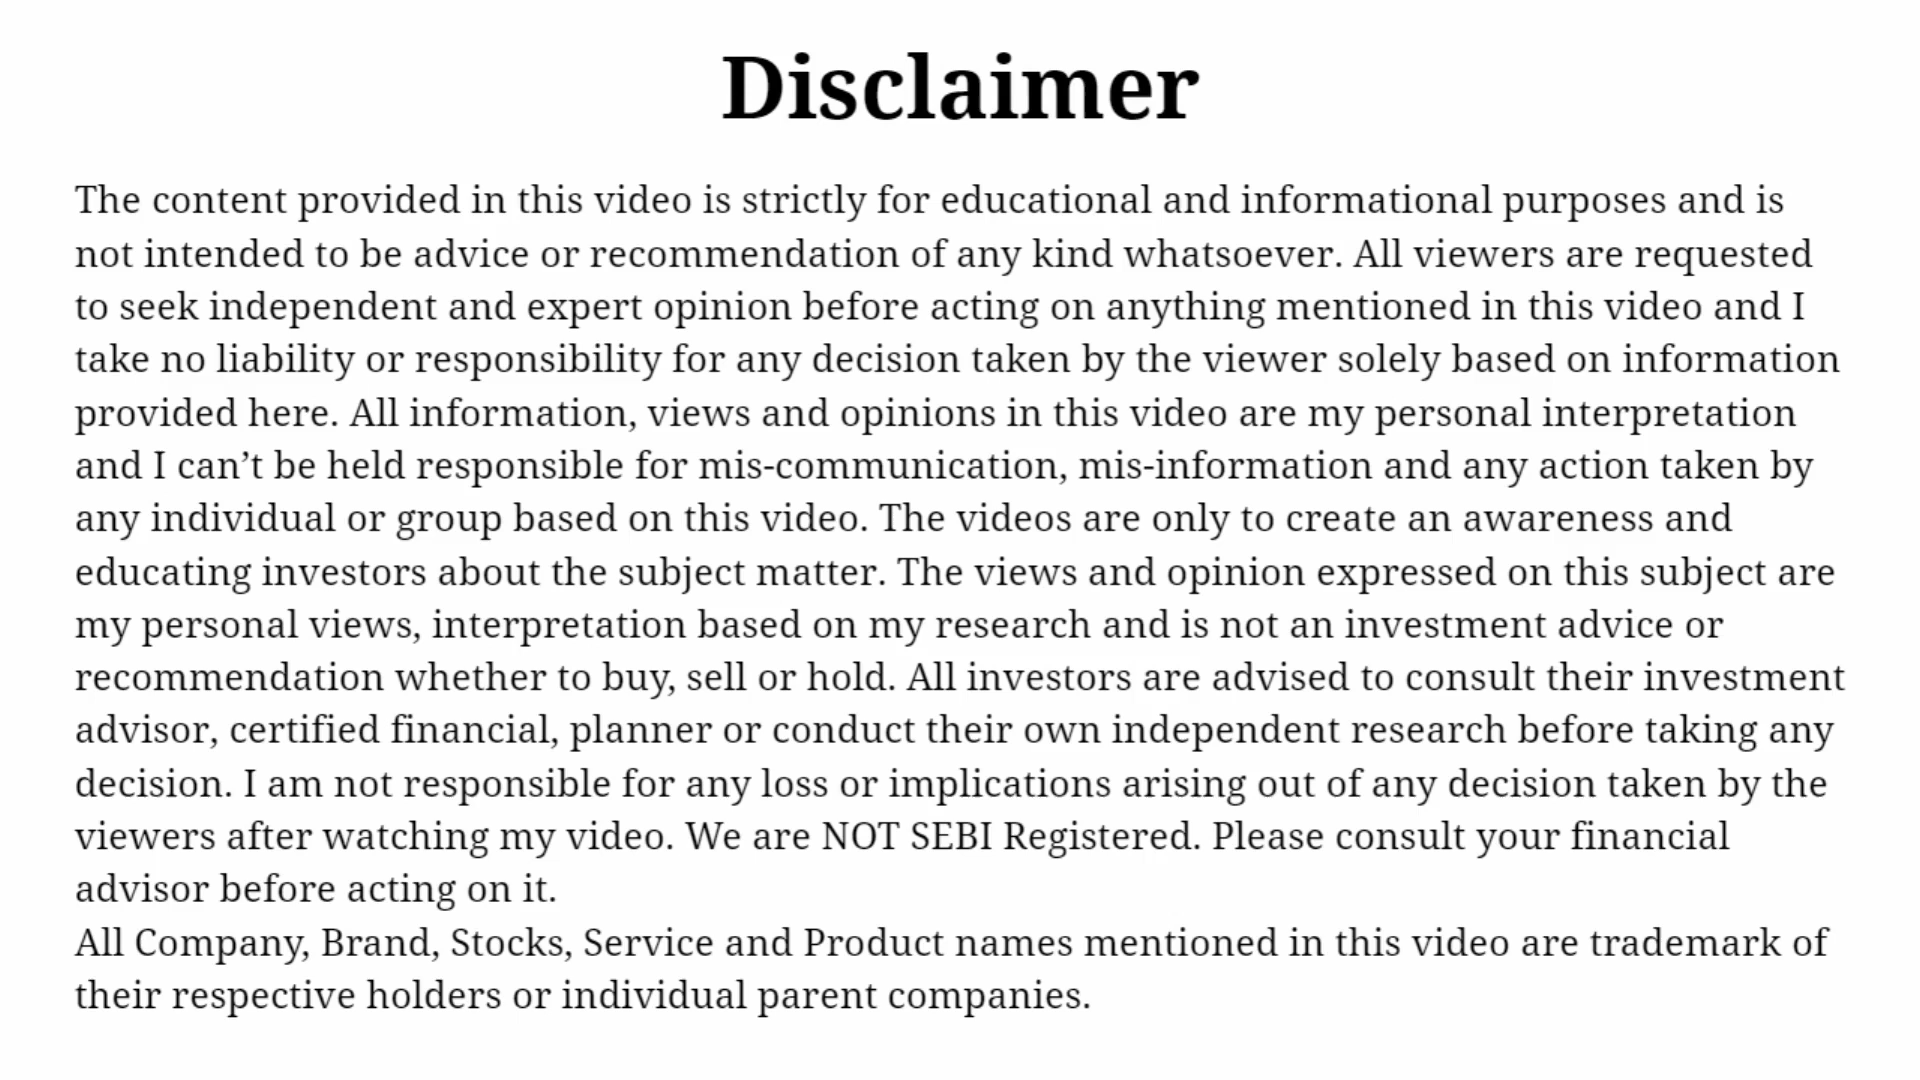 Disclaimer
The content provided in this video is strictly for educational and informational purposes and is
not intended to be advice or recommendation of any kind whatsoever. All viewers are requested
to seek independent and expert opinion before acting on anything mentioned in this video and I
take no liability or responsibility for any decision taken by the viewer solely based on information
provided here. All information, views and opinions in this video are my personal interpretation
and I can’t be held responsible for mis-communication, mis-information and any action taken by
any individual or group based on this video. The videos are only to create an awareness and
educating investors about the subject matter. The views and opinion expressed on this subject are
my personal views, interpretation based on my research and is not an investment advice or
recommendation whether to buy, sell or hold. All investors are advised to consult their investment
advisor, certified financial, planner or conduct their own independent research before taking any
decision. I am not responsible for any loss or implications arising out of any decision taken by the
viewers after watching my video. We are NOT SEBI Registered. Please consult your financial
advisor before acting on it.
All Company, Brand, Stocks, Service and Product names mentioned in this video are trademark of
their respective holders or individual parent companies.